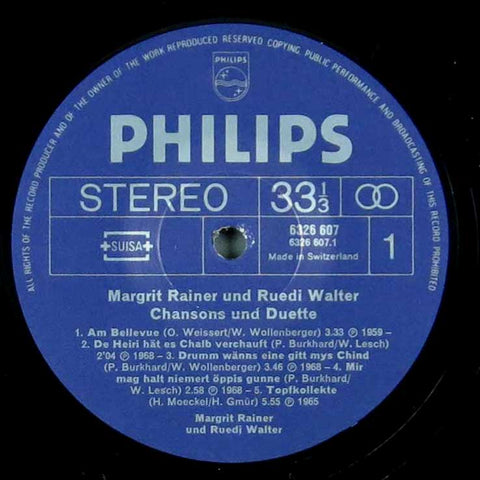 ALL RIGHTS OF THE RECORD PRODUCER AND OF THE OWNER OF THE WORK REPRODUCED RESERVED COPYING, PUBLIC PERFORMANCE AND BROADCASTING OF THIS RECORD PROHIBITED
PHILIPS
PHILIPS
STEREO 33 1/3
+SUISA+ 6326 607 1
6326 607.1
Made in Switzerland
Margrit Rainer und Ruedi Walter
Chansons und Duette
1. Am Bellevue (O. Weissert/W. Wollenberger) 3.33 ℗ 1959 –
2. De Heiri hät es Chalb verchauft (P. Burkhard/W. Lesch)
2'04 ℗ 1968 – 3. Drumm wänns eine gitt mys Chind
(P. Burkhard/W. Wollenberger) 3.46 ℗ 1968 – 4. Mir
mag halt niemert öppis gunne (P. Burkhard/
W. Lesch) 2.58 ℗ 1968 – 5. Topfkollekte
(H. Moeckel/H. Gmür) 5.55 ℗ 1965
Margrit Rainer
und Ruedi Walter